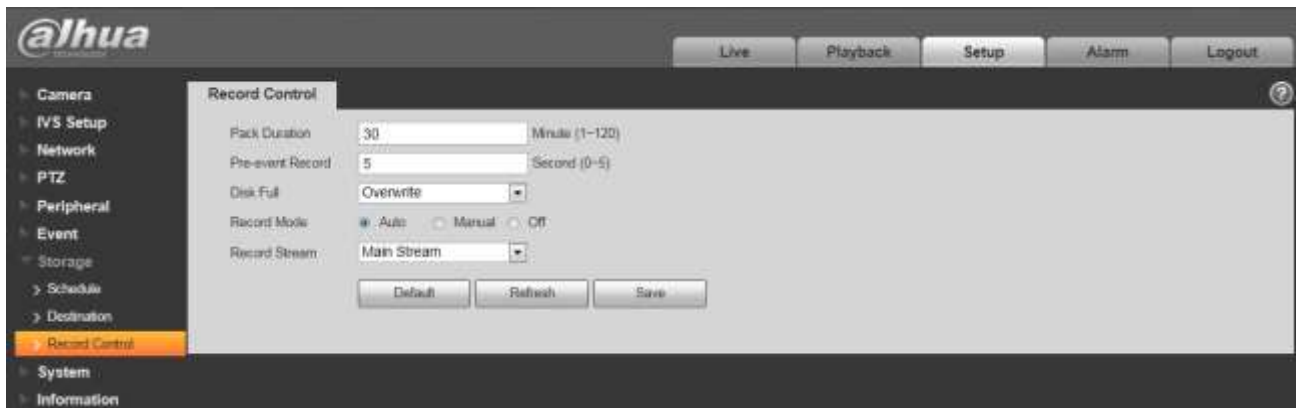 alhua
TECHNOLOGY
Live Playback Setup Alarm Logout
Camera
IVS Setup
Network
PTZ
Peripheral
Event
Storage
Schedule
Destination
Record Control
System
Information
Record Control
Pack Duration 30 Minute (1~120)
Pre-event Record 5 Second (0~5)
Disk Full Overwrite
Record Mode Auto Manual Off
Record Stream Main Stream
Default Refresh Save